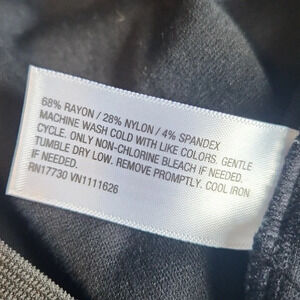 68% RAYON / 28% NYLON / 4% SPANDEX
MACHINE WASH COLD WITH LIKE COLORS. GENTLE
CYCLE. ONLY NON-CHLORINE BLEACH IF NEEDED.
TUMBLE DRY LOW. REMOVE PROMPTLY. COOL IRON
IF NEEDED.
RN17730 VN1111626